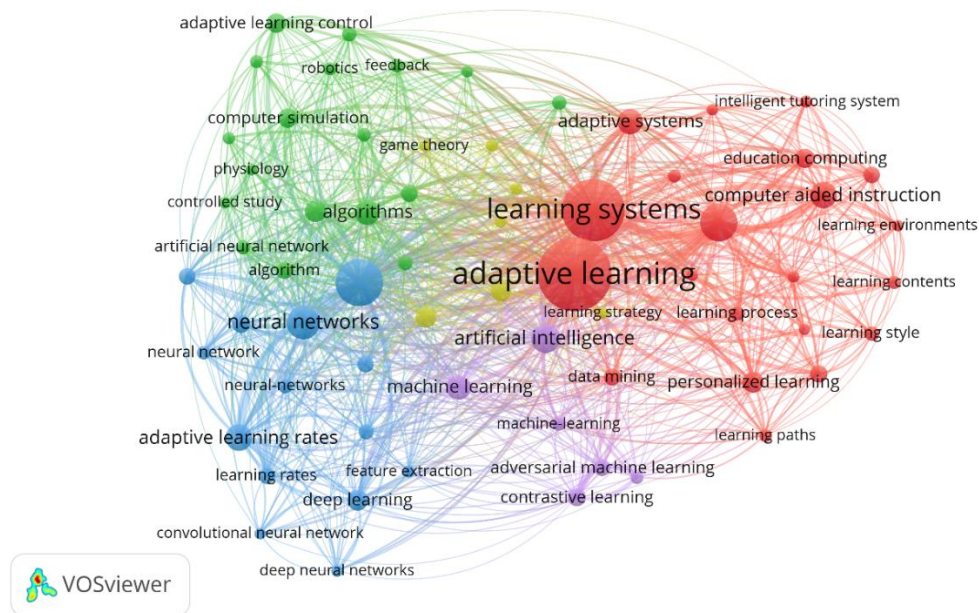 adaptive learning control
robotics
feedback
computer simulation
game theory
physiology
controlled study
algorithms
artificial neural network
algorithm
neural networks
neural network
neural-networks
adaptive learning rates
learning rates
feature extraction
deep learning
convolutional neural network
deep neural networks
intelligent tutoring system
adaptive systems
education computing
learning systems
computer aided instruction
learning environments
adaptive learning
learning contents
learning strategy
learning process
learning style
artificial intelligence
data mining
personalized learning
machine learning
machine-learning
learning paths
adversarial machine learning
contrastive learning
VOSviewer